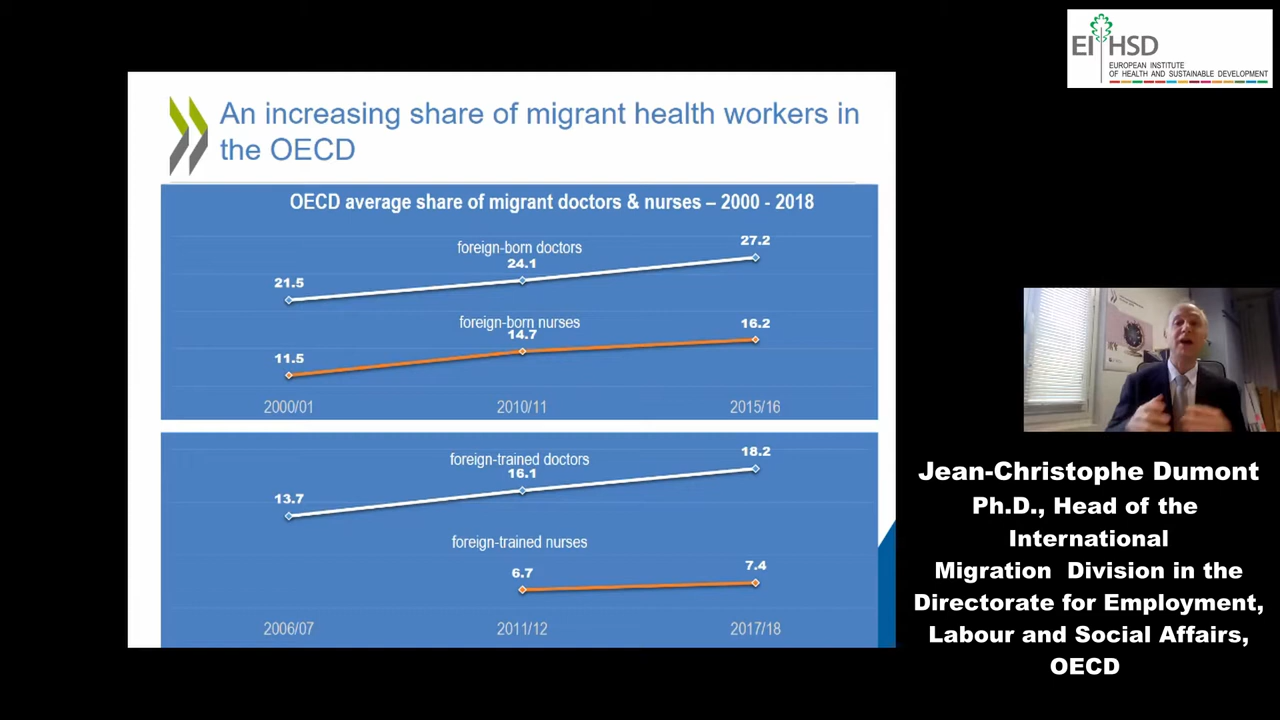 An increasing share of migrant health workers in
the OECD
OECD average share of migrant doctors & nurses – 2000 - 2018
foreign-born doctors
21.5
24.1
27.2
foreign-born nurses
11.5
14.7
16.2
2000/01
2010/11
2015/16
foreign-trained doctors
13.7
16.1
18.2
foreign-trained nurses
6.7
7.4
2006/07
2011/12
2017/18
EIHSD
EUROPEAN INSTITUTE
OF HEALTH AND SUSTAINABLE DEVELOPMENT
Jean-Christophe Dumont
Ph.D., Head of the
International
Migration Division in the
Directorate for Employment,
Labour and Social Affairs,
OECD